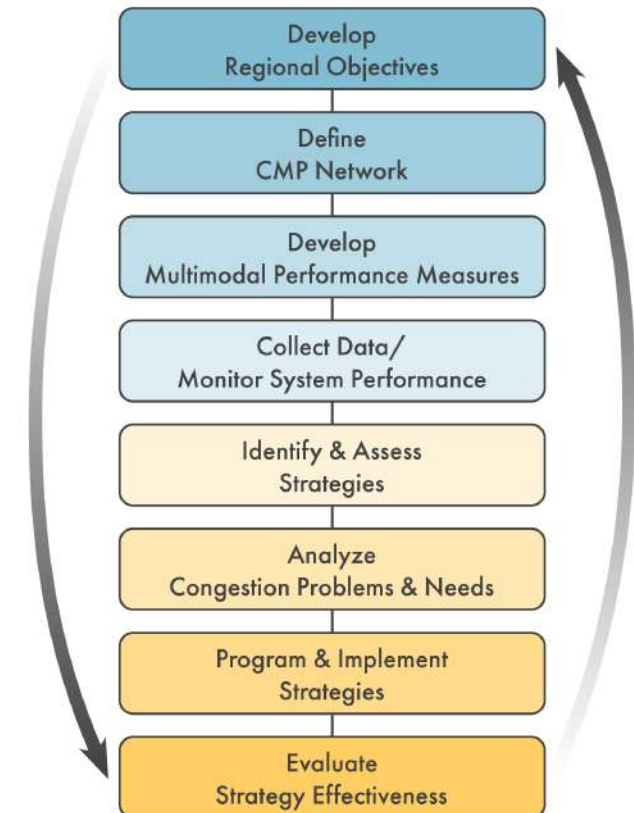 Develop
Regional Objectives
Define
CMP Network
Develop
Multimodal Performance Measures
Collect Data/
Monitor System Performance
Identify & Assess
Strategies
Analyze
Congestion Problems & Needs
Program & Implement
Strategies
Evaluate
Strategy Effectiveness